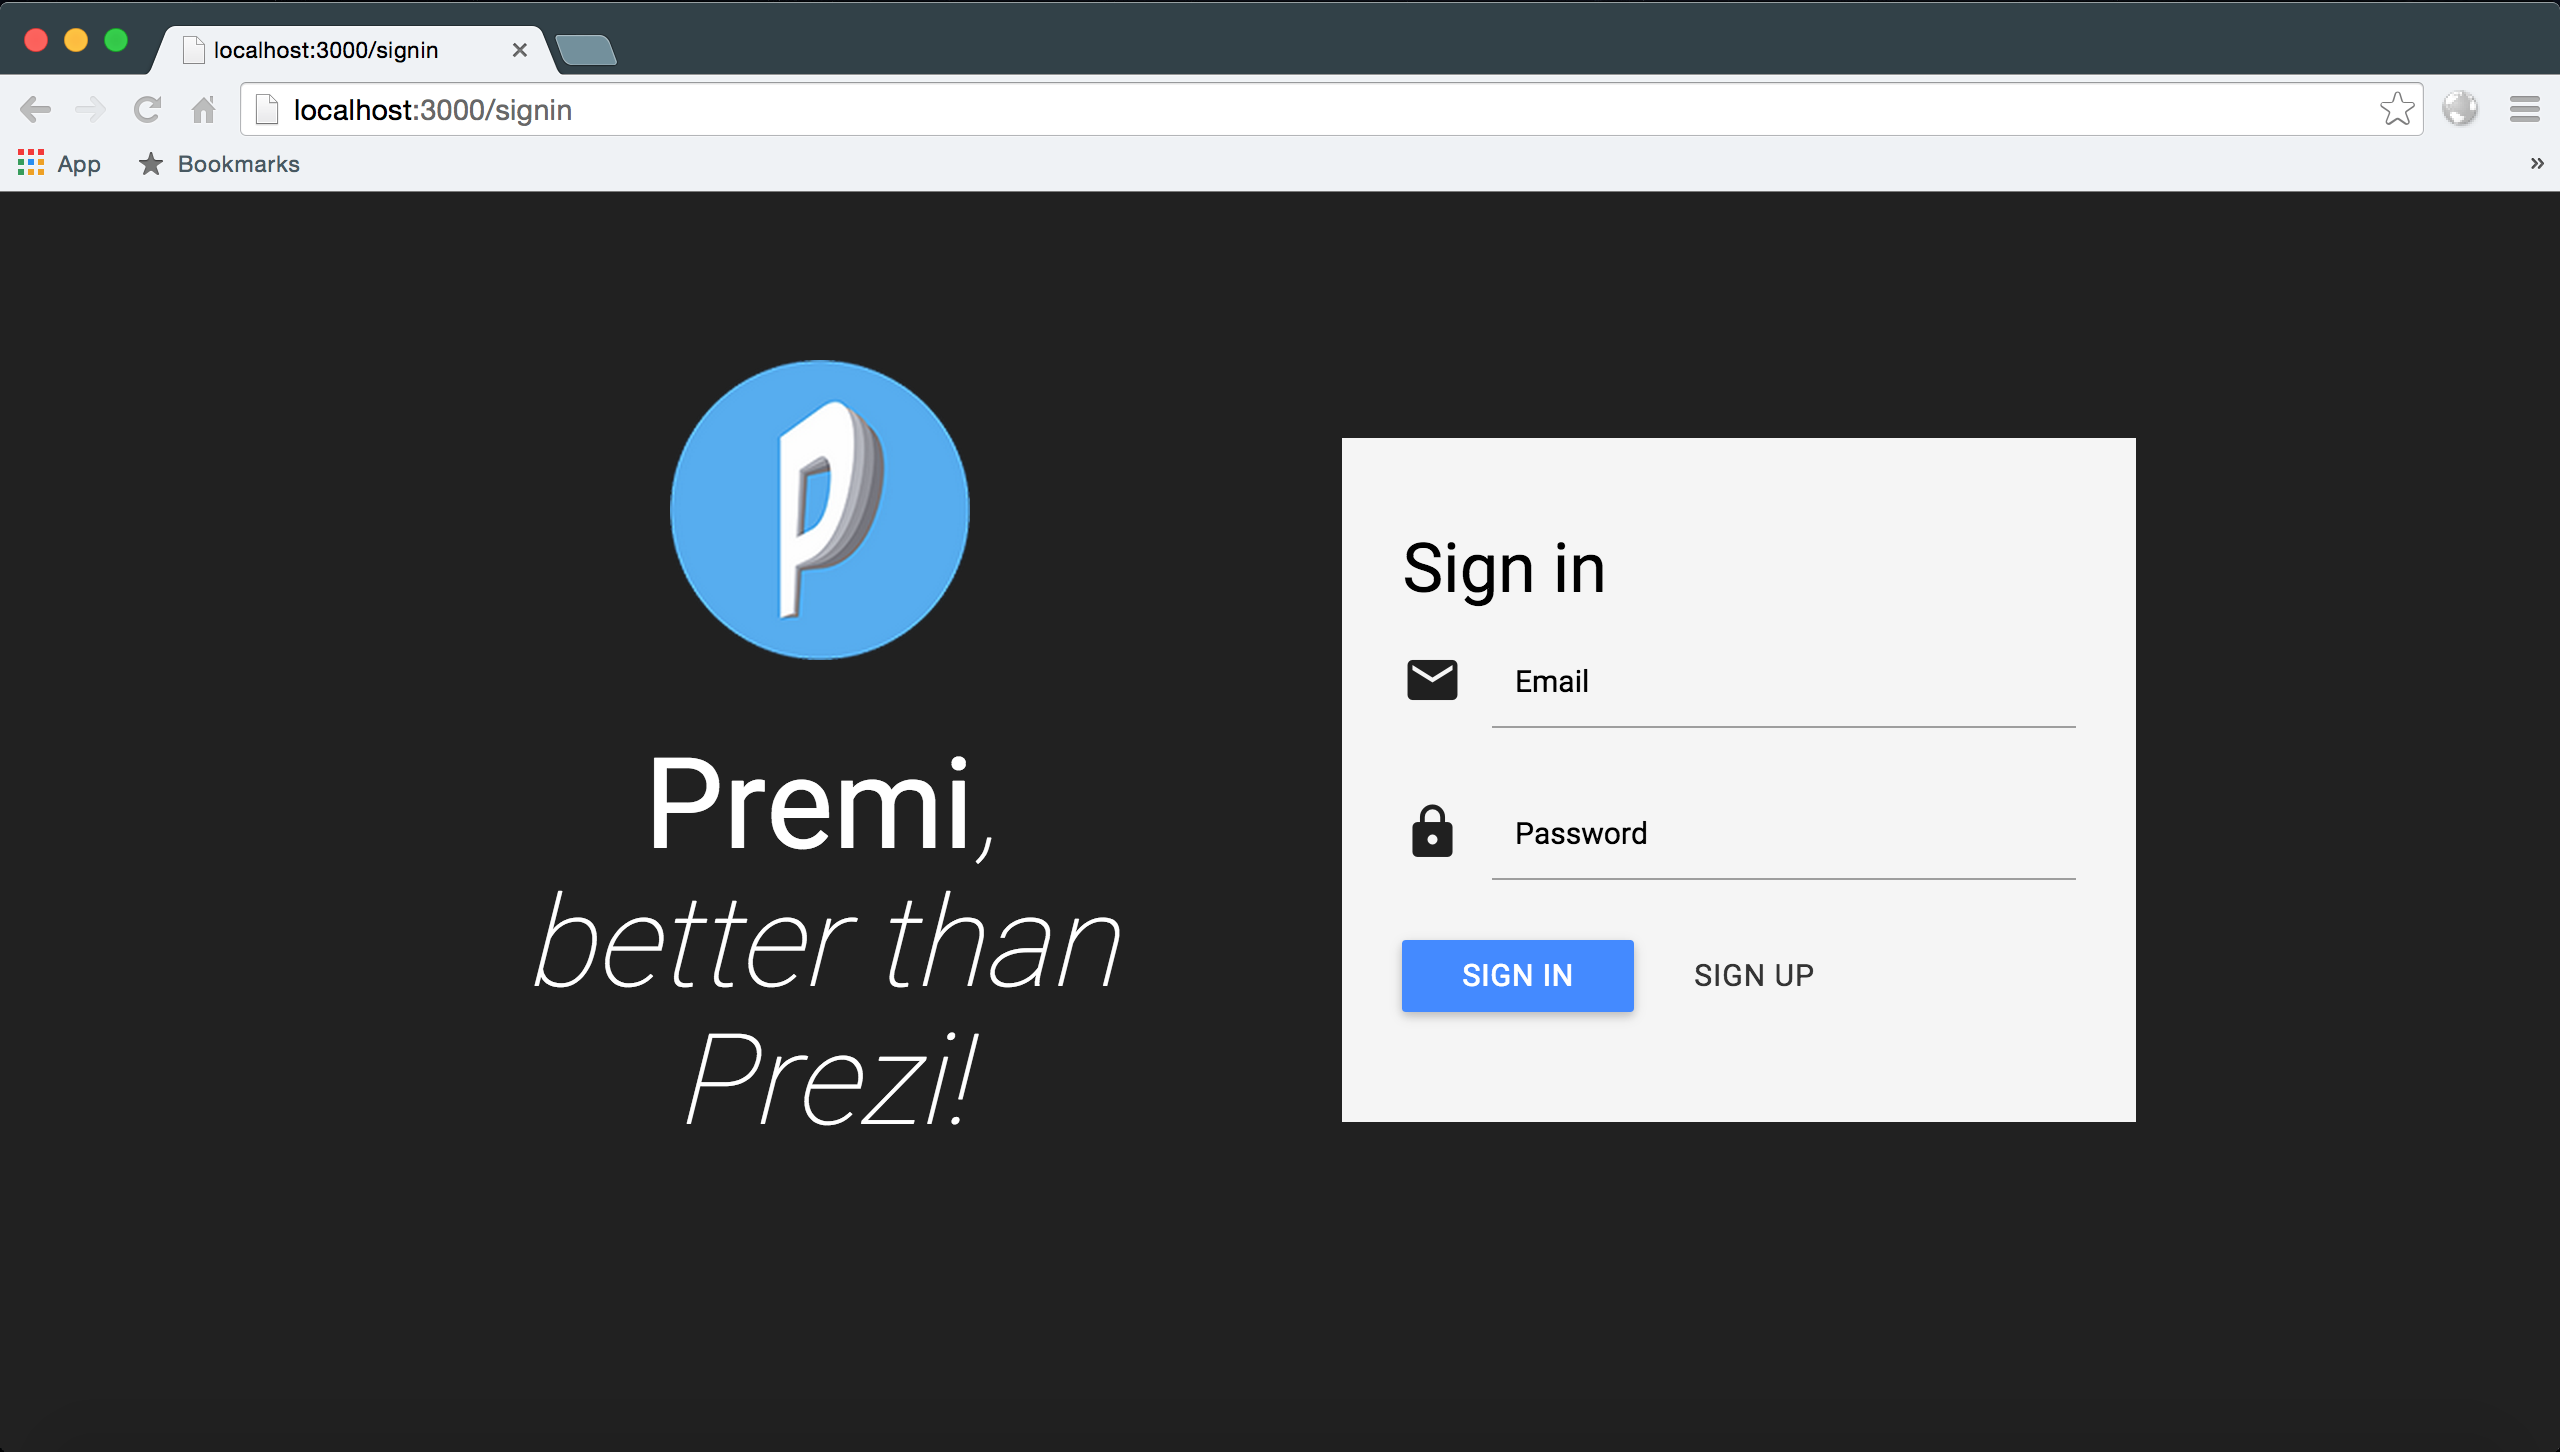 localhost:3000/signin
localhost:3000/signin
App
Bookmarks
»
P
Premi,
better than
Prezi!
Sign in
Email
Password
SIGN IN
SIGN UP